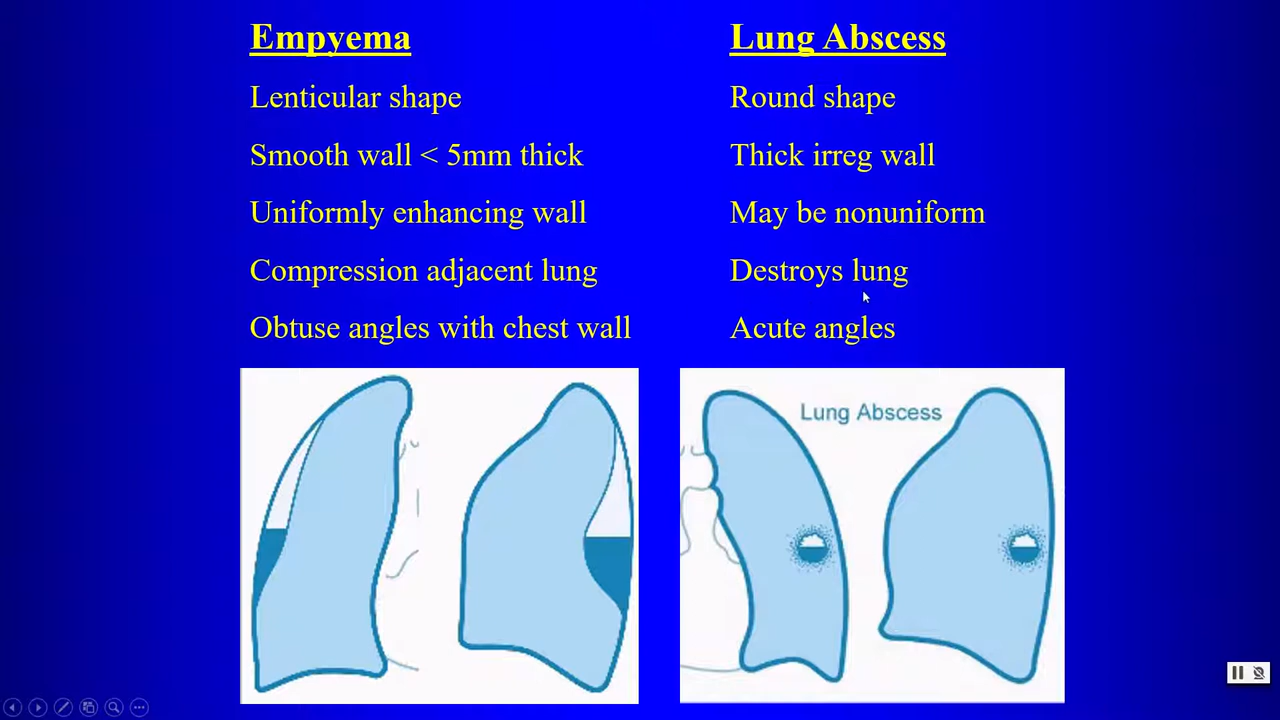 Empyema
Lenticular shape
Smooth wall < 5mm thick
Uniformly enhancing wall
Compression adjacent lung
Obtuse angles with chest wall
Lung Abscess
Round shape
Thick irreg wall
May be nonuniform
Destroys lung
Acute angles
Lung Abscess